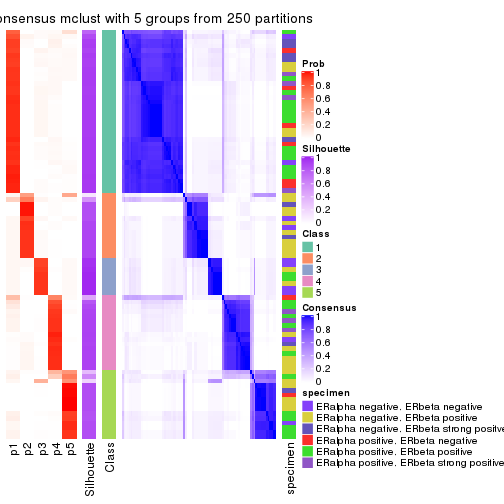 onsensus mclust with 5 groups from 250 partitions
Prob
1
0.8
0.6
0.4
0.2
0
Silhouette
1
0.8
0.6
0.4
0.2
0
Class
1
2
3
4
5
Consensus
1
0.8
0.6
0.4
0.2
0
specimen
ERalpha negative. ERbeta negative
ERalpha negative. ERbeta positive
ERalpha negative. ERbeta strong positive
ERalpha positive. ERbeta negative
ERalpha positive. ERbeta positive
ERalpha positive. ERbeta strong positive
p1
p2
p3
p4
p5
Silhouette
Class
specimen